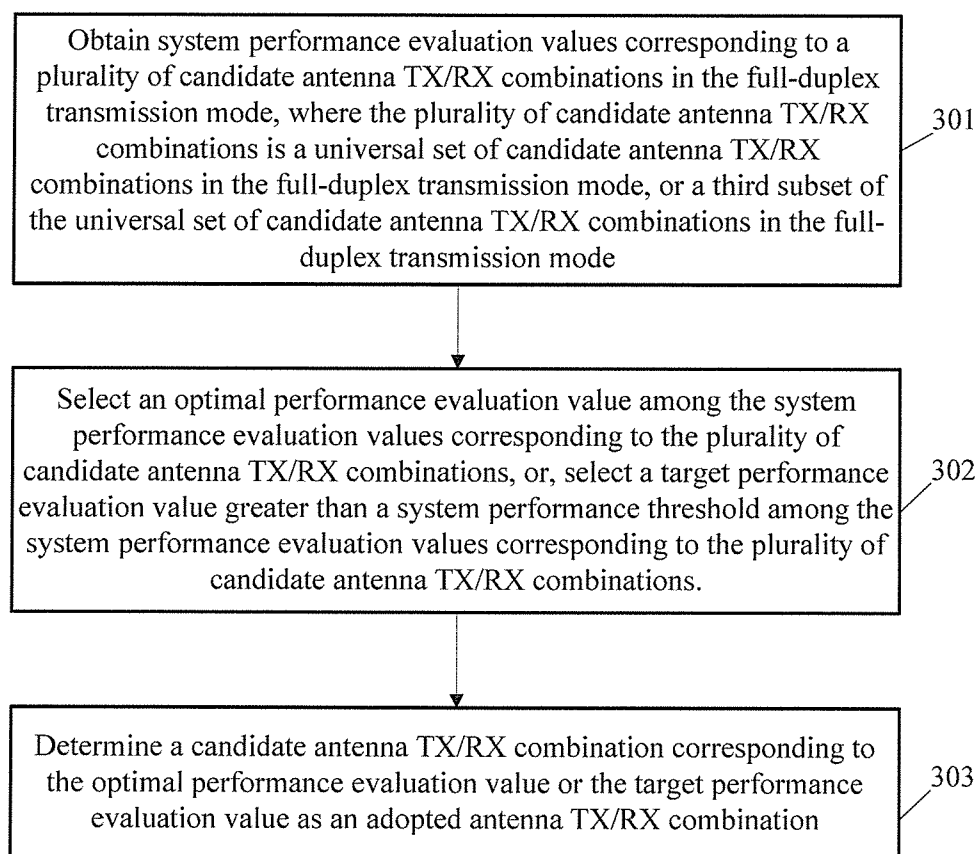 Obtain system performance evaluation values corresponding to a
plurality of candidate antenna TX/RX combinations in the full-duplex
transmission mode, where the plurality of candidate antenna TX/RX
combinations is a universal set of candidate antenna TX/RX
combinations in the full-duplex transmission mode, or a third subset of
the universal set of candidate antenna TX/RX combinations in the full-
duplex transmission mode
301
Select an optimal performance evaluation value among the system
performance evaluation values corresponding to the plurality of
candidate antenna TX/RX combinations, or, select a target performance
evaluation value greater than a system performance threshold among the
system performance evaluation values corresponding to the plurality of
candidate antenna TX/RX combinations.
302
Determine a candidate antenna TX/RX combination corresponding to
the optimal performance evaluation value or the target performance
evaluation value as an adopted antenna TX/RX combination
303